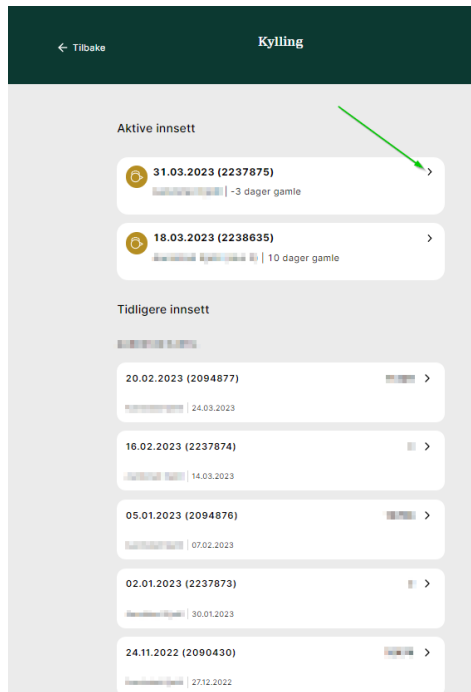 ← Tilbake
Kylling
Aktive innsett
31.03.2023 (2237875)
| -3 dager gamle
18.03.2023 (2238635)
| 10 dager gamle
Tidligere innsett
20.02.2023 (2094877)
| 24.03.2023
16.02.2023 (2237874)
| 14.03.2023
05.01.2023 (2094876)
| 07.02.2023
02.01.2023 (2237873)
| 30.01.2023
24.11.2022 (2090430)
| 27.12.2022